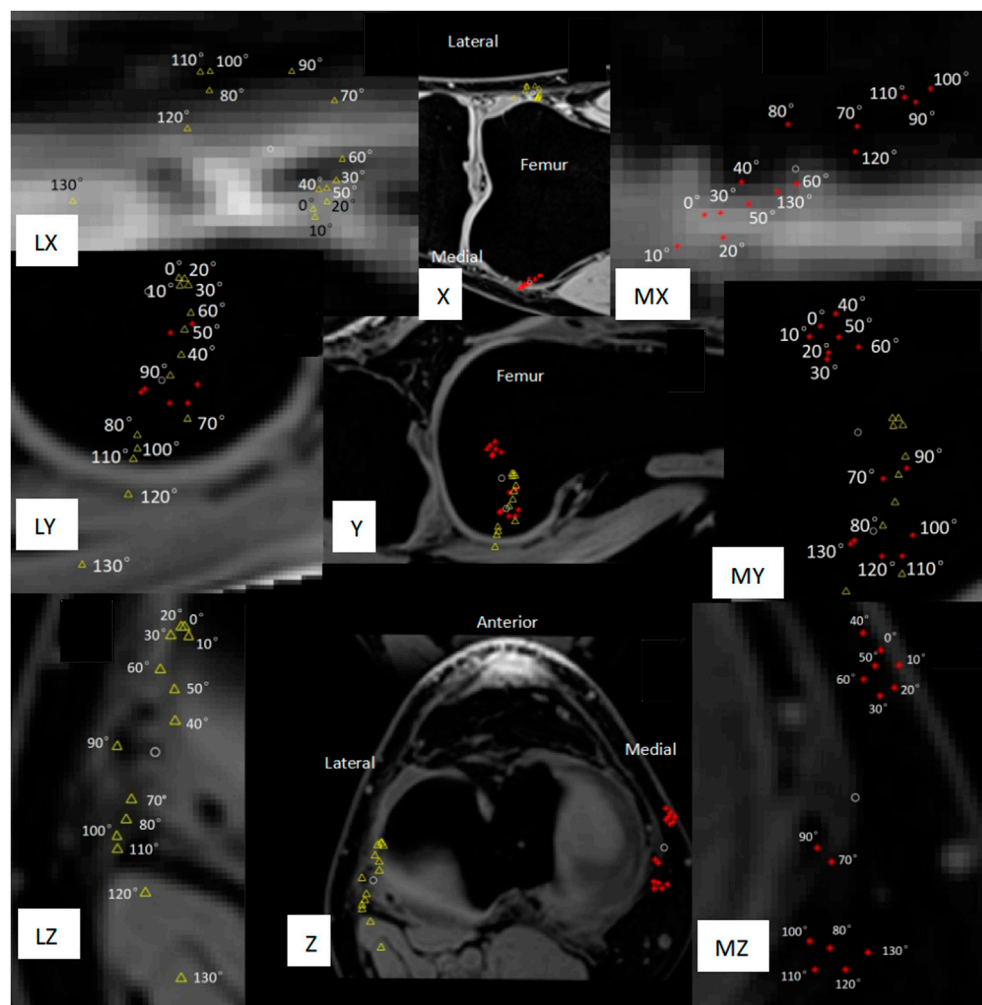 110° 100° 90°
80° 70°
120°
60°
130° 40° 30°
50°
0° 20°
10°
LX
Lateral
Femur
Medial
X
100°
110°
80° 70° 90°
120°
40° 60°
0° 30° 130°
50°
10° 20°
MX
0° 20°
10° 30°
60°
50°
40°
90°
70°
80°
100°
110°
120°
LY
130°
Femur
Y
40°
0°
50°
10°
20° 60°
30°
90°
70°
80° 100°
130°
120° 110°
MY
20° 0°
30° 10°
60°
50°
40°
90°
70°
80°
100°
110°
120°
LZ
130°
Anterior
Lateral
Medial
Z
40°
0°
50° 10°
60° 20°
30°
90°
70°
100° 80°
130°
110° 120°
MZ